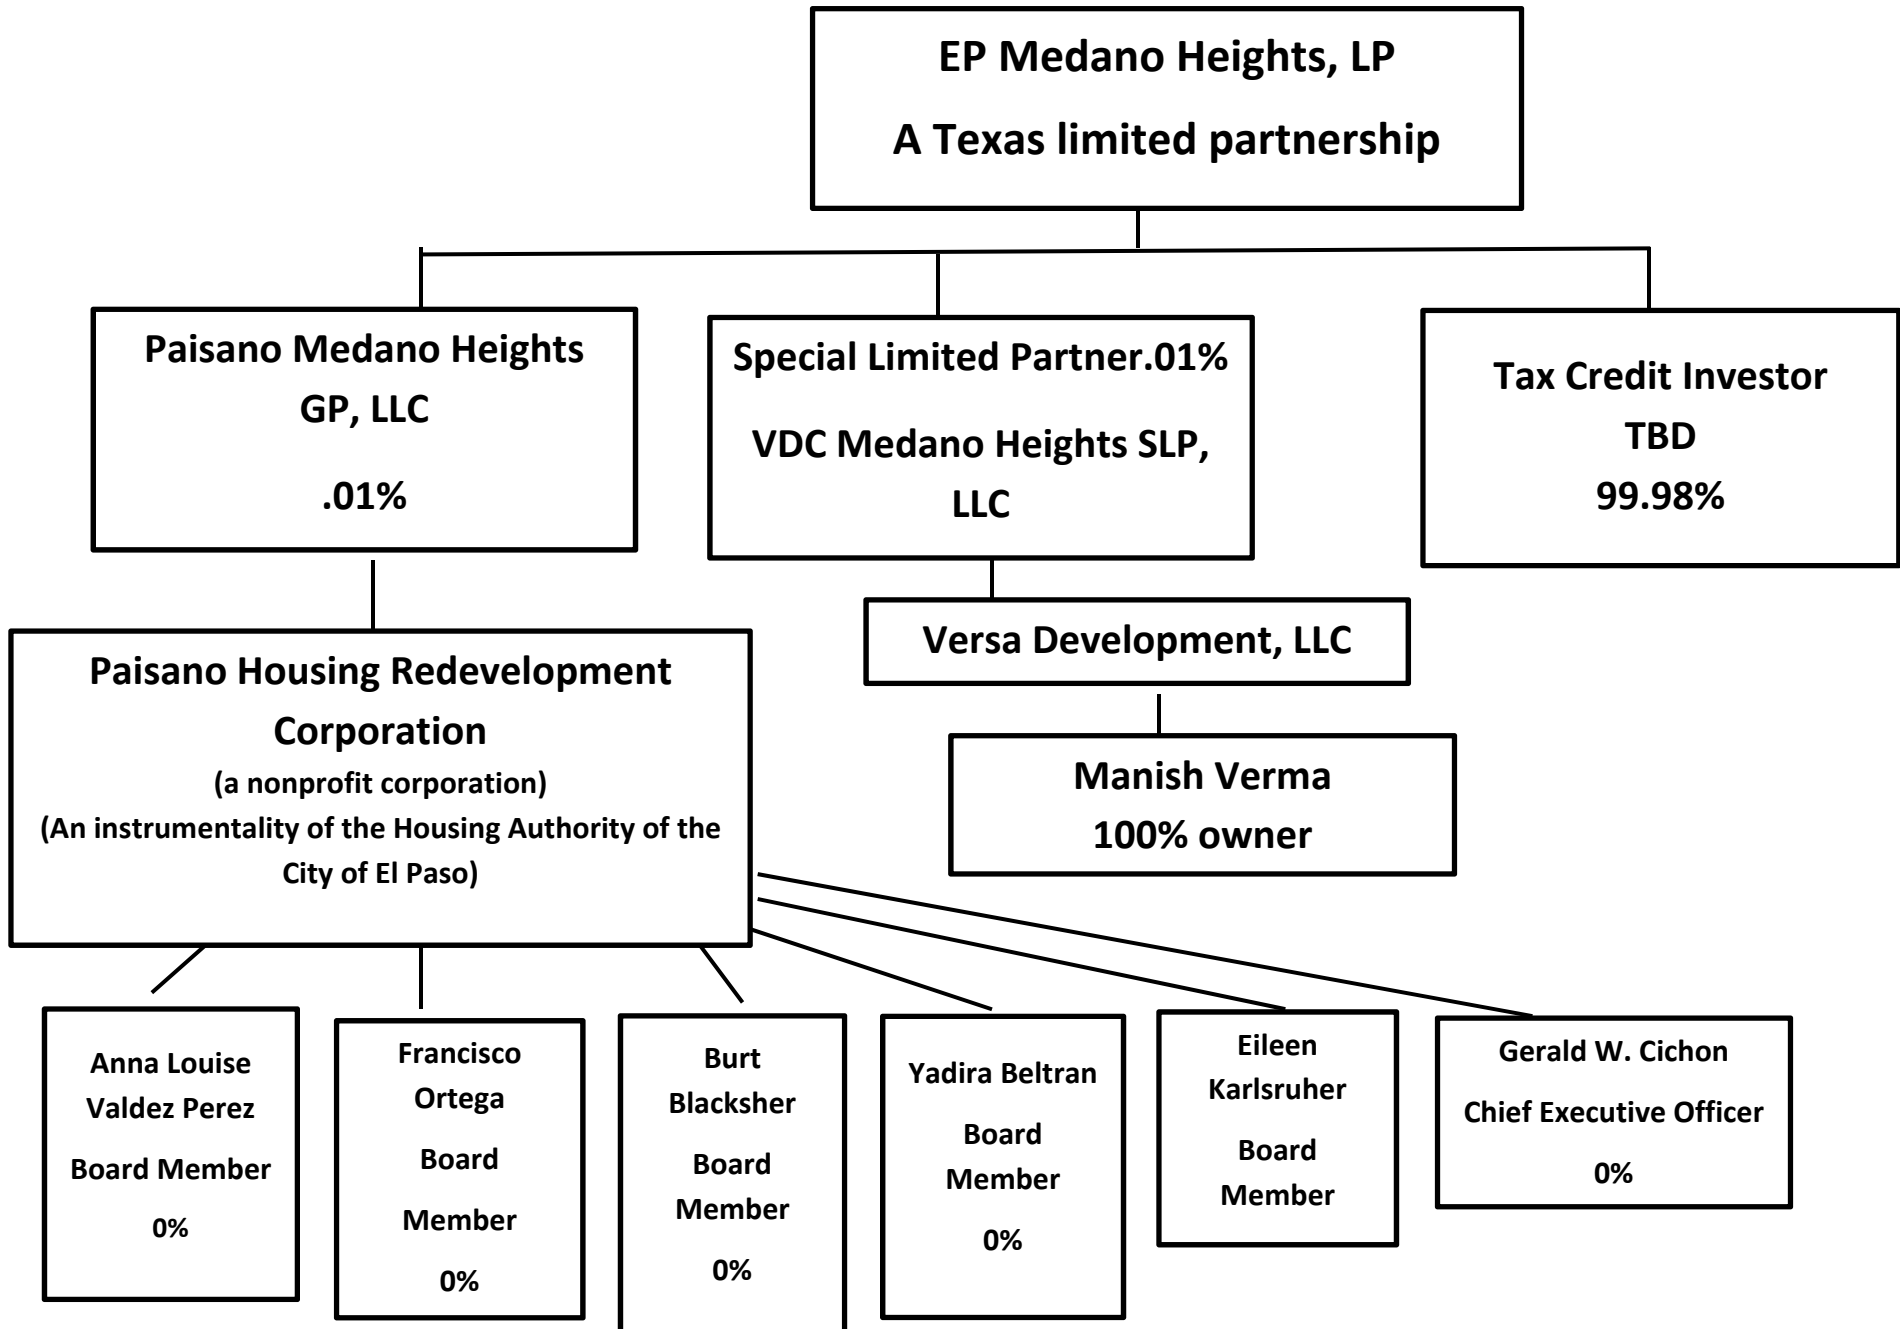 EP Medano Heights, LP
A Texas limited partnership
Paisano Medano Heights
GP, LLC
.01%
Special Limited Partner.01%
VDC Medano Heights SLP,
LLC
Tax Credit Investor
TBD
99.98%
Paisano Housing Redevelopment
Corporation
(a nonprofit corporation)
(An instrumentality of the Housing Authority of the
City of El Paso)
Versa Development, LLC
Manish Verma
100% owner
Anna Louise
Valdez Perez
Board Member
0%
Francisco
Ortega
Board
Member
0%
Burt
Blacksher
Board
Member
0%
Yadira Beltran
Board
Member
0%
Eileen
Karlsruher
Board
Member
Gerald W. Cichon
Chief Executive Officer
0%